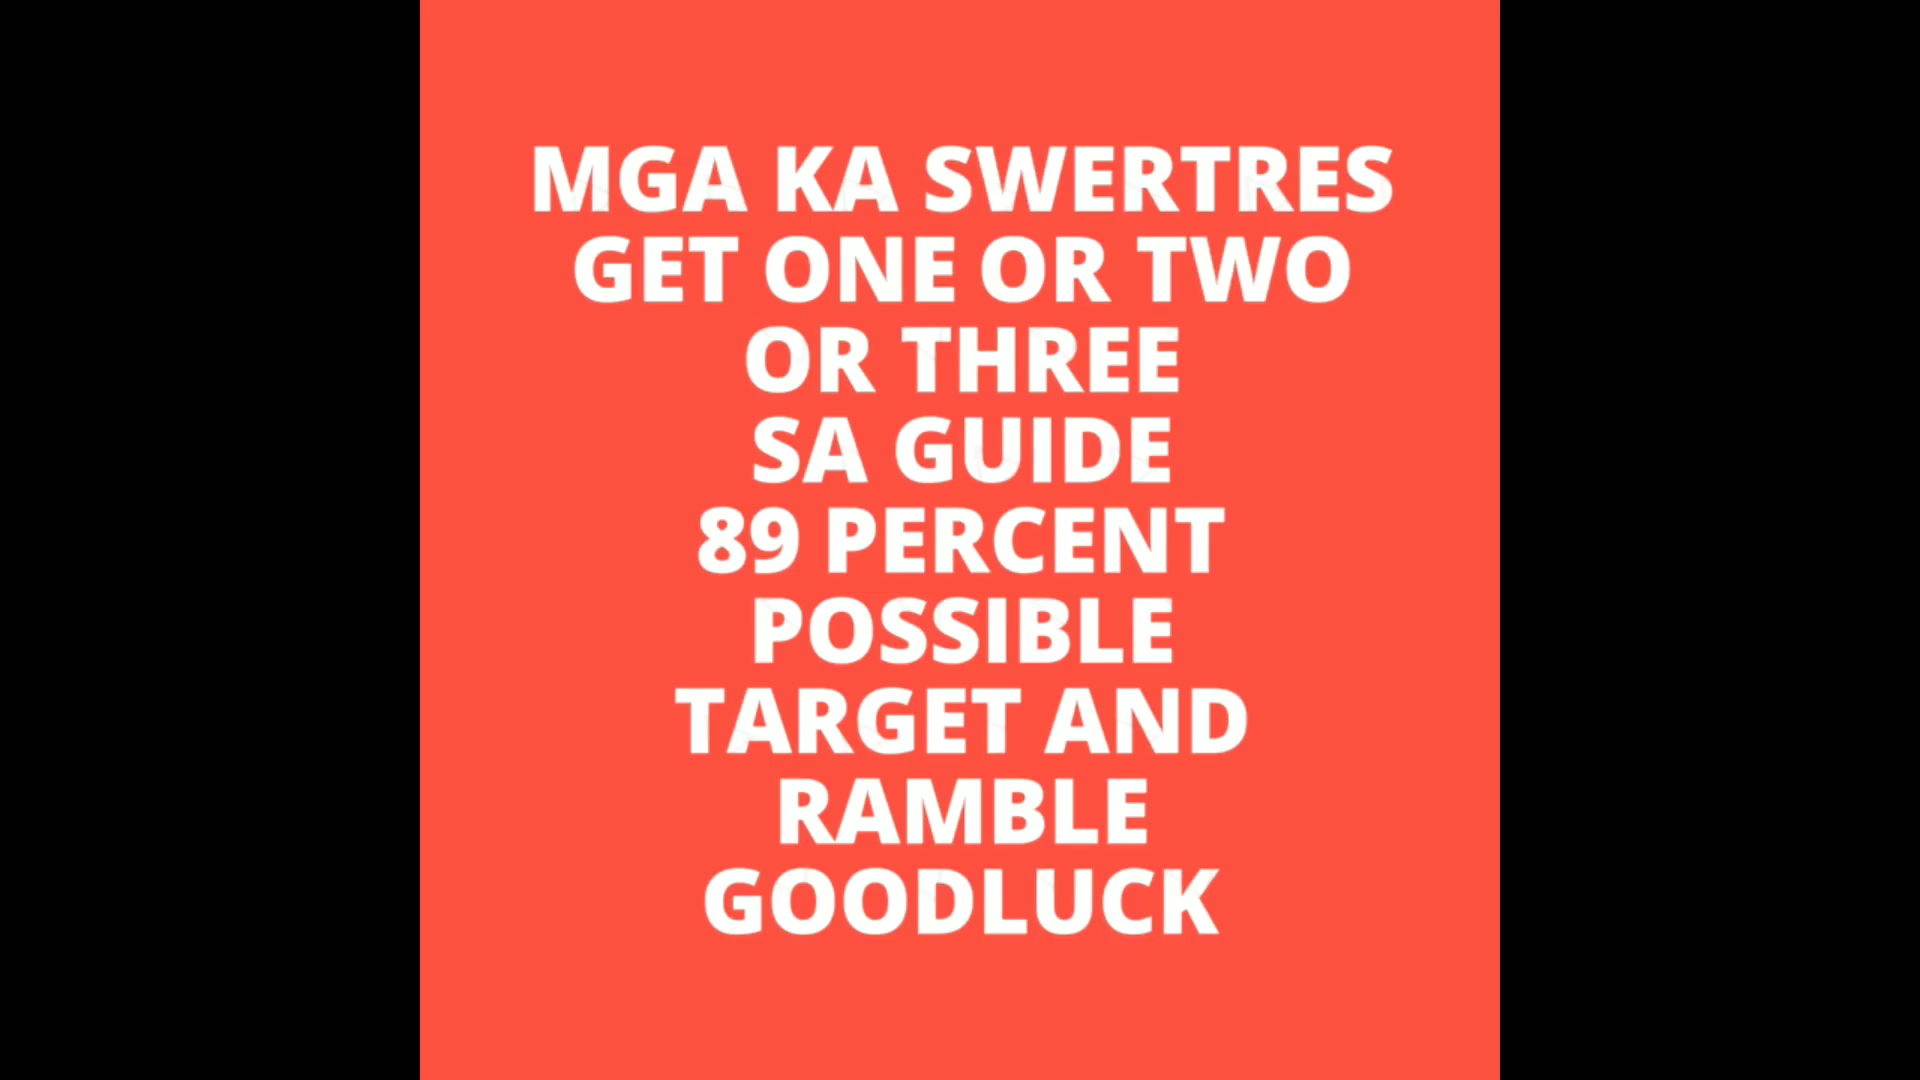 MGA KA SWERTRES
GET ONE OR TWO
OR THREE
SA GUIDE
89 PERCENT
POSSIBLE
TARGET AND
RAMBLE
GOODLUCK